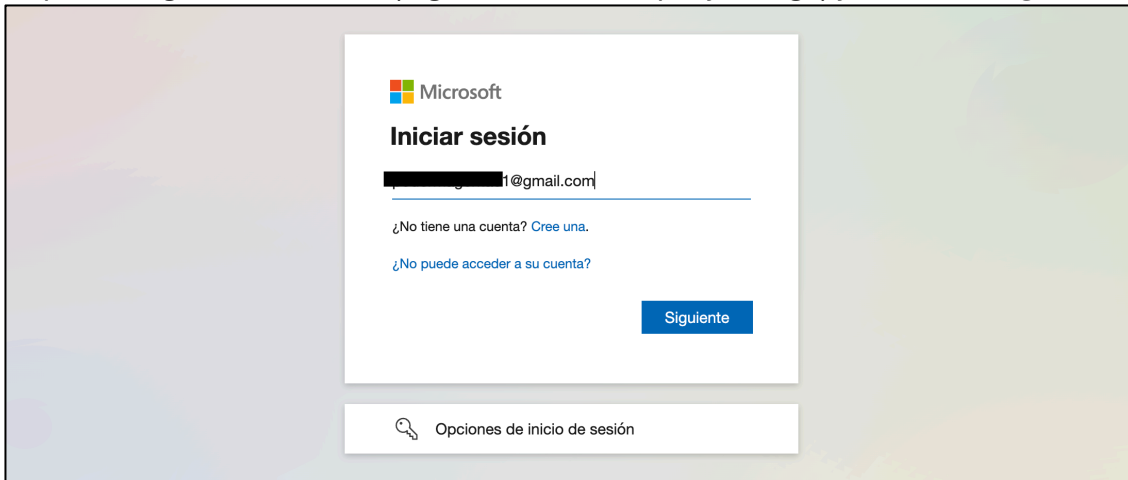 Microsoft
Iniciar sesión
1@gmail.com
¿No tiene una cuenta? Cree una.
¿No puede acceder a su cuenta?
Siguiente
Opciones de inicio de sesión